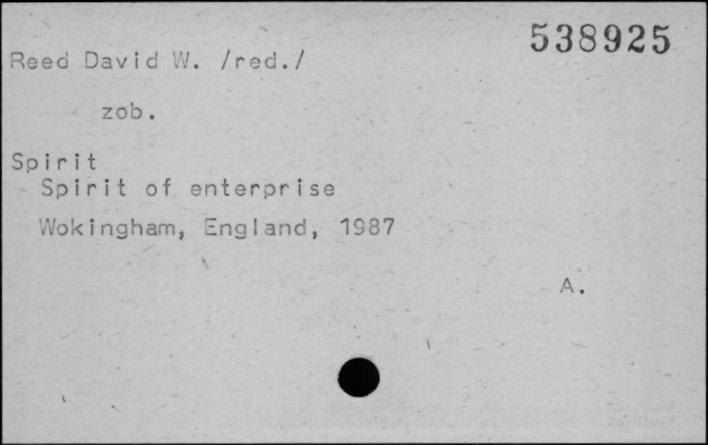 538925
Reed David W. /red./
zob.
Spirit
Spirit of enterprise
Wokingham, England, 1987
A.